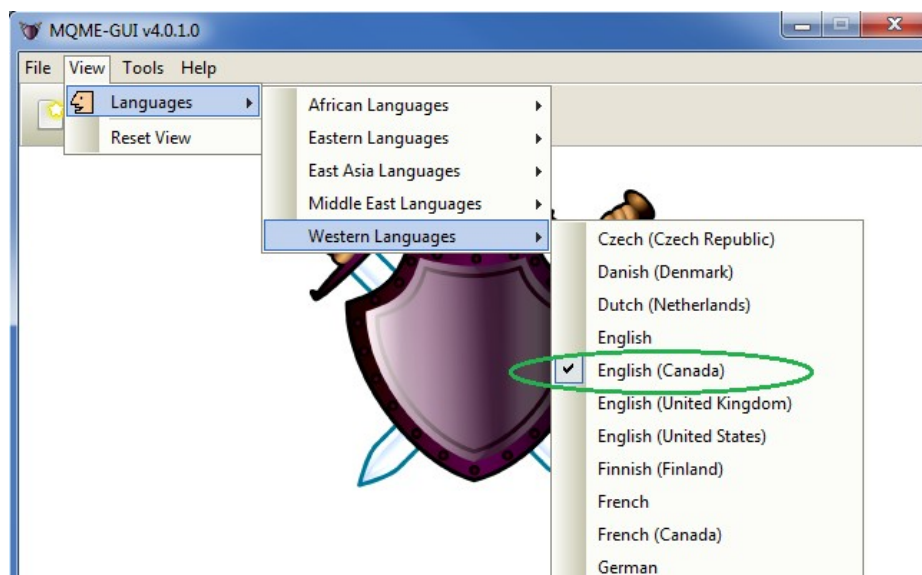 MQME-GUI v4.0.1.0
File View Tools Help
Languages
Reset View
African Languages
Eastern Languages
East Asia Languages
Middle East Languages
Western Languages
Czech (Czech Republic)
Danish (Denmark)
Dutch (Netherlands)
English
English (Canada)
English (United Kingdom)
English (United States)
Finnish (Finland)
French
French (Canada)
German